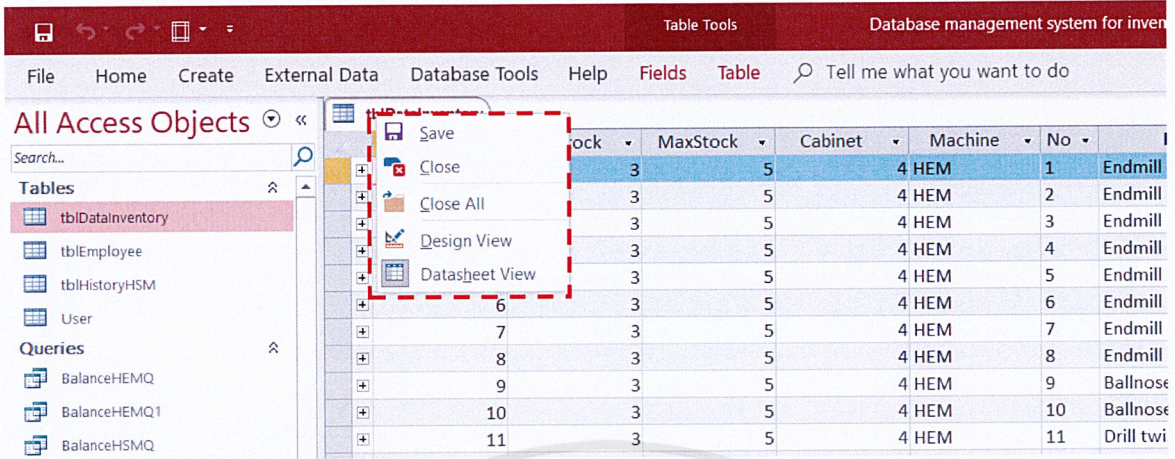 Table Tools
Database management system for inven
File Home Create External Data Database Tools Help Fields Table Tell me what you want to do
All Access Objects
Search...
Tables
tblDataInventory
tblEmployee
tblHistoryHSM
User
Queries
BalanceHEMQ
BalanceHEMQ1
BalanceHSMQ
tblDataInventory
Save
Close
Close All
Design View
Datasheet View
ock MaxStock Cabinet Machine No
3 5 4 HEM 1 Endmill
3 5 4 HEM 2 Endmill
3 5 4 HEM 3 Endmill
3 5 4 HEM 4 Endmill
3 5 4 HEM 5 Endmill
6 3 5 4 HEM 6 Endmill
7 3 5 4 HEM 7 Endmill
8 3 5 4 HEM 8 Endmill
9 3 5 4 HEM 9 Ballnose
10 3 5 4 HEM 10 Ballnose
11 3 5 4 HEM 11 Drill twi